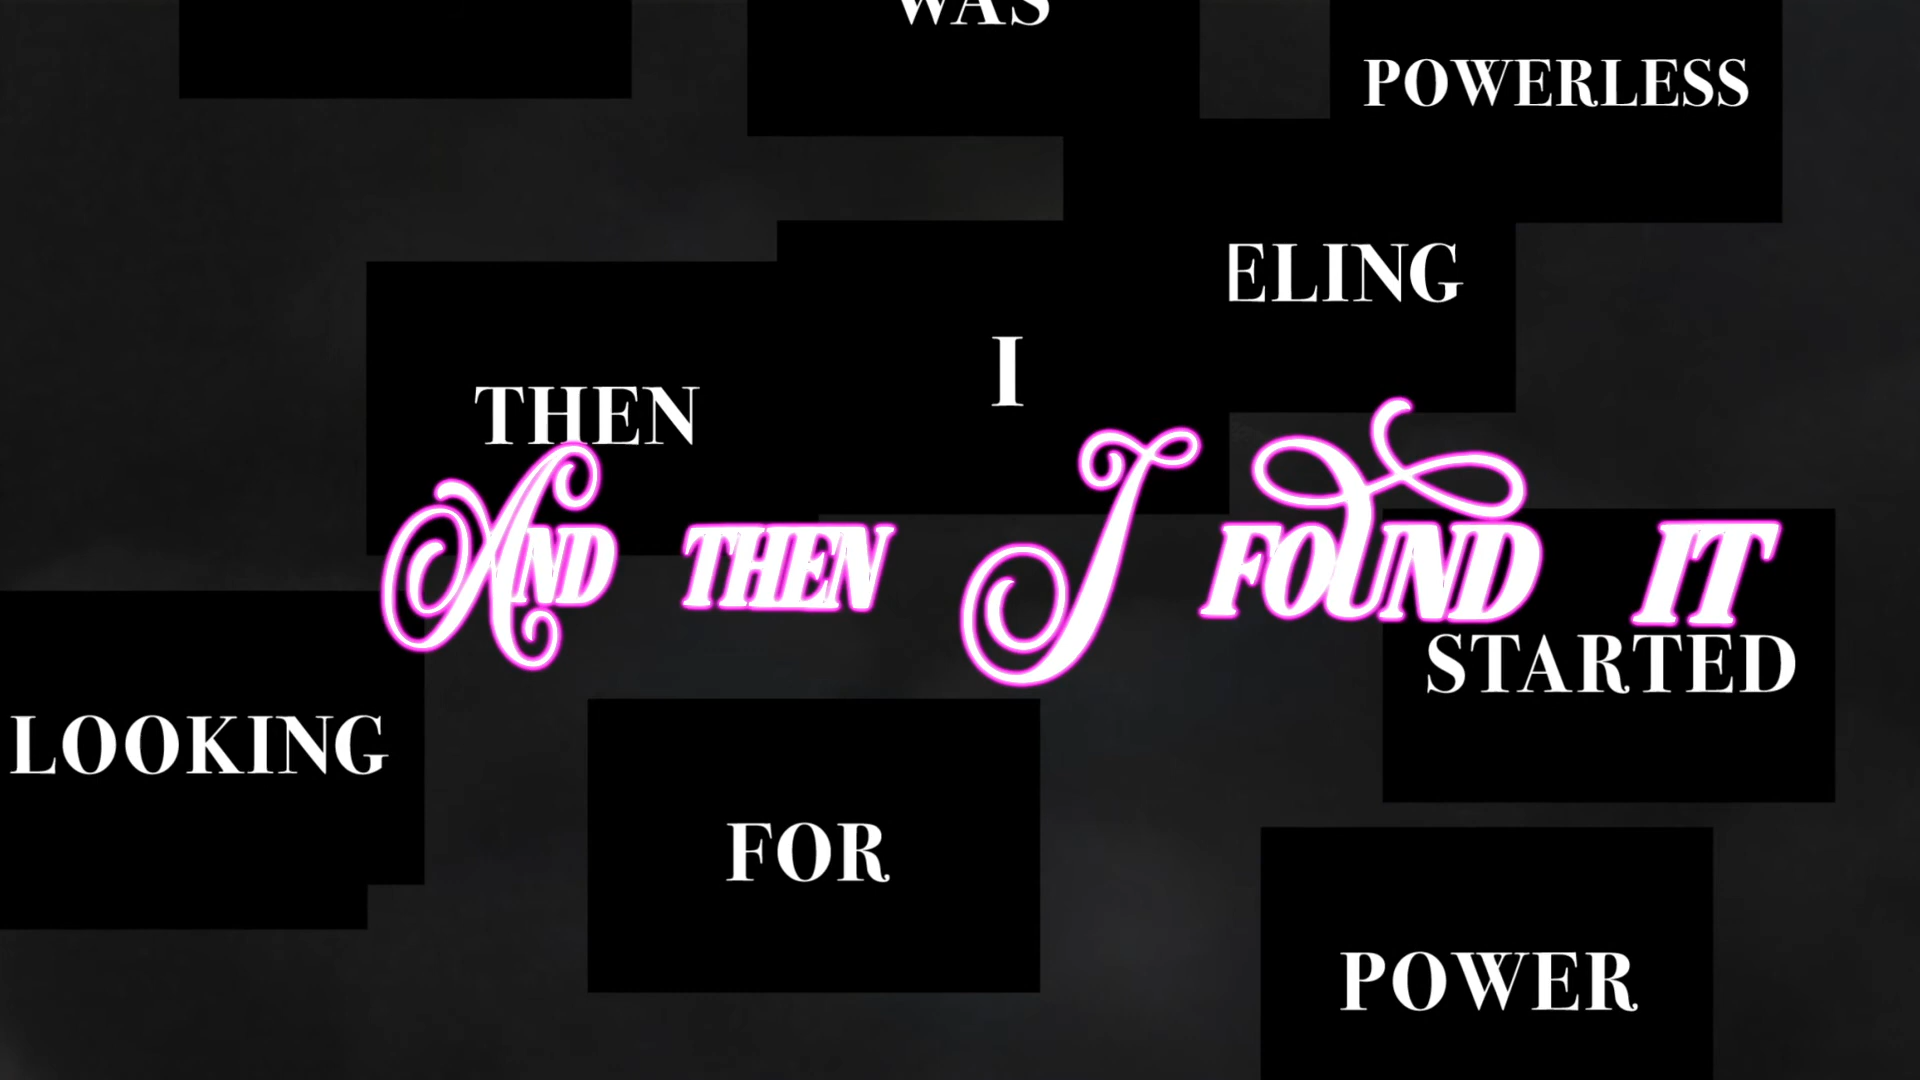 WAS
POWERLESS
ELING
I
THEN
And then I found it
STARTED
LOOKING
FOR
POWER